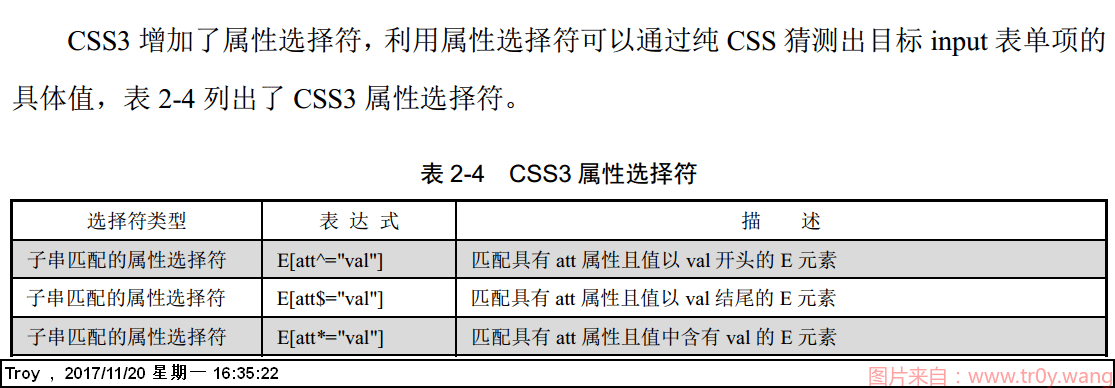 CSS3 增加了属性选择符，利用属性选择符可以通过纯 CSS 猜测出目标 input 表单项的
具体值，表 2-4 列出了 CSS3 属性选择符。
表 2-4 CSS3 属性选择符
选择符类型 表 达 式 描 述
子串匹配的属性选择符 E[att^="val"] 匹配具有 att 属性且值以 val 开头的 E 元素
子串匹配的属性选择符 E[att$="val"] 匹配具有 att 属性且值以 val 结尾的 E 元素
子串匹配的属性选择符 E[att*="val"] 匹配具有 att 属性且值中含有 val 的 E 元素
Troy , 2017/11/20 星期一 16:35:22
图片来自：www.tr0y.wang